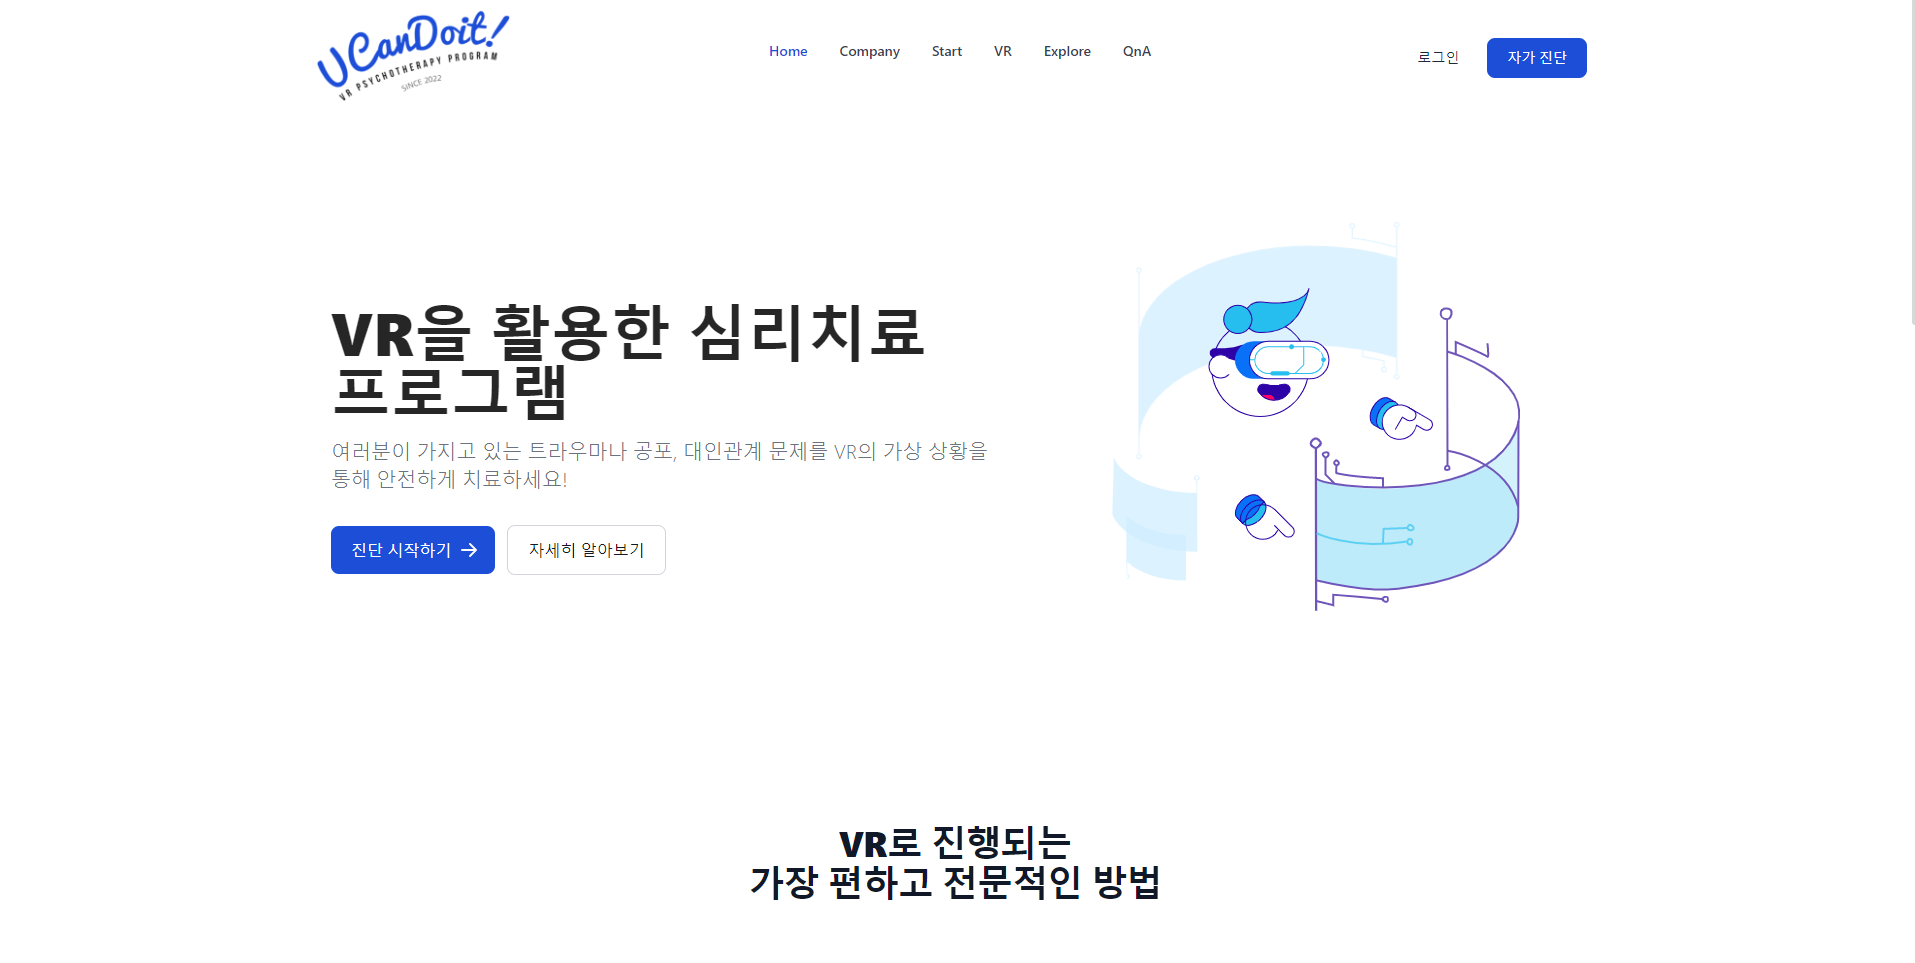 UCanDoit!
VR PSYCHOTHERAPY PROGRAM
SINCE 2022
Home Company Start VR Explore QnA
로그인 자가 진단
VR을 활용한 심리치료
프로그램
여러분이 가지고 있는 트라우마나 공포, 대인관계 문제를 VR의 가상 상황을
통해 안전하게 치료하세요!
진단 시작하기 자세히 알아보기
VR로 진행되는
가장 편하고 전문적인 방법